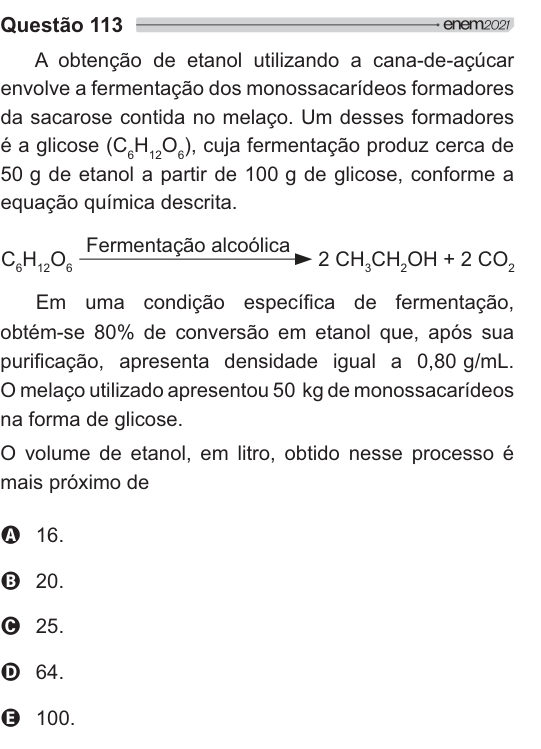 Questão 113 enem2021
A obtenção de etanol utilizando a cana-de-açúcar
envolve a fermentação dos monossacarídeos formadores
da sacarose contida no melaço. Um desses formadores
é a glicose (C₆H₁₂O₆), cuja fermentação produz cerca de
50 g de etanol a partir de 100 g de glicose, conforme a
equação química descrita.
Fermentação alcoólica
C₆H₁₂O₆ 2 CH₃CH₂OH + 2 CO₂
Em uma condição específica de fermentação,
obtém-se 80% de conversão em etanol que, após sua
purificação, apresenta densidade igual a 0,80 g/mL.
O melaço utilizado apresentou 50 kg de monossacarídeos
na forma de glicose.
O volume de etanol, em litro, obtido nesse processo é
mais próximo de
A 16.
B 20.
C 25.
D 64.
E 100.